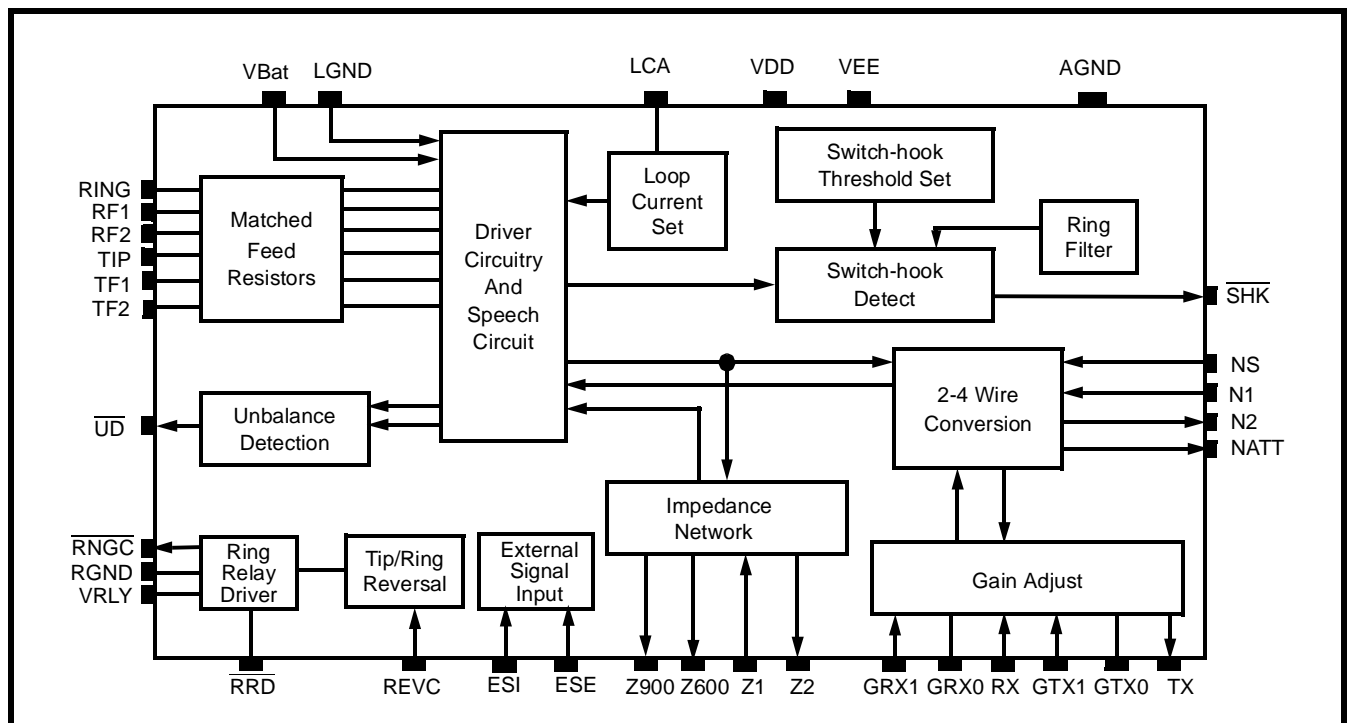 VBat LGND LCA VDD VEE AGND
RING
RF1
RF2
TIP
TF1
TF2
Matched
Feed
Resistors
Driver
Circuitry
And
Speech
Circuit
Loop
Current
Set
Switch-hook
Threshold Set
Ring
Filter
Switch-hook
Detect
SHK
UD
Unbalance
Detection
2-4 Wire
Conversion
NS
N1
N2
NATT
Impedance
Network
RNGC
RGND
VRLY
Ring
Relay
Driver
Tip/Ring
Reversal
External
Signal
Input
Gain Adjust
RRD REVC ESI ESE Z900 Z600 Z1 Z2 GRX1 GRX0 RX GTX1 GTX0 TX